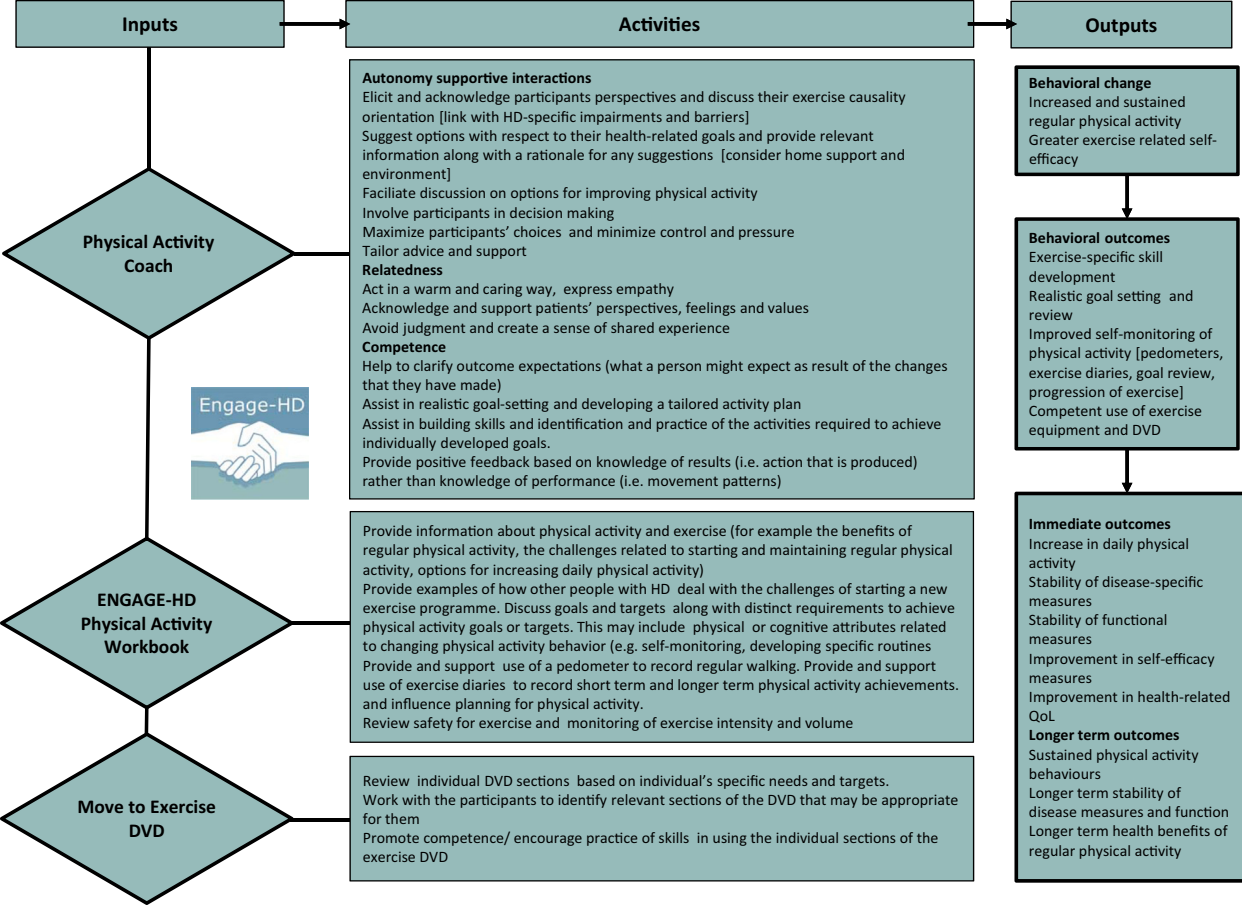 Inputs
Activities
Outputs
Physical Activity
Coach
Autonomy supportive interactions
Elicit and acknowledge participants perspectives and discuss their exercise causality
orientation [link with HD-specific impairments and barriers]
Suggest options with respect to their health-related goals and provide relevant
information along with a rationale for any suggestions [consider home support and
environment]
Faciliate discussion on options for improving physical activity
Involve participants in decision making
Maximize participants’ choices and minimize control and pressure
Tailor advice and support
Relatedness
Act in a warm and caring way, express empathy
Acknowledge and support patients’ perspectives, feelings and values
Avoid judgment and create a sense of shared experience
Competence
Help to clarify outcome expectations (what a person might expect as result of the changes
that they have made)
Assist in realistic goal-setting and developing a tailored activity plan
Assist in building skills and identification and practice of the activities required to achieve
individually developed goals.
Provide positive feedback based on knowledge of results (i.e. action that is produced)
rather than knowledge of performance (i.e. movement patterns)
Engage-HD
ENGAGE-HD
Physical Activity
Workbook
Provide information about physical activity and exercise (for example the benefits of
regular physical activity, the challenges related to starting and maintaining regular physical
activity, options for increasing daily physical activity)
Provide examples of how other people with HD deal with the challenges of starting a new
exercise programme. Discuss goals and targets along with distinct requirements to achieve
physical activity goals or targets. This may include physical or cognitive attributes related
to changing physical activity behavior (e.g. self-monitoring, developing specific routines
Provide and support use of a pedometer to record regular walking. Provide and support
use of exercise diaries to record short term and longer term physical activity achievements.
and influence planning for physical activity.
Review safety for exercise and monitoring of exercise intensity and volume
Move to Exercise
DVD
Review individual DVD sections based on individual’s specific needs and targets.
Work with the participants to identify relevant sections of the DVD that may be appropriate
for them
Promote competence/ encourage practice of skills in using the individual sections of the
exercise DVD
Behavioral change
Increased and sustained
regular physical activity
Greater exercise related self-
efficacy
Behavioral outcomes
Exercise-specific skill
development
Realistic goal setting and
review
Improved self-monitoring of
physical activity [pedometers,
exercise diaries, goal review,
progression of exercise]
Competent use of exercise
equipment and DVD
Immediate outcomes
Increase in daily physical
activity
Stability of disease-specific
measures
Stability of functional
measures
Improvement in self-efficacy
measures
Improvement in health-related
QoL
Longer term outcomes
Sustained physical activity
behaviours
Longer term stability of
disease measures and function
Longer term health benefits of
regular physical activity